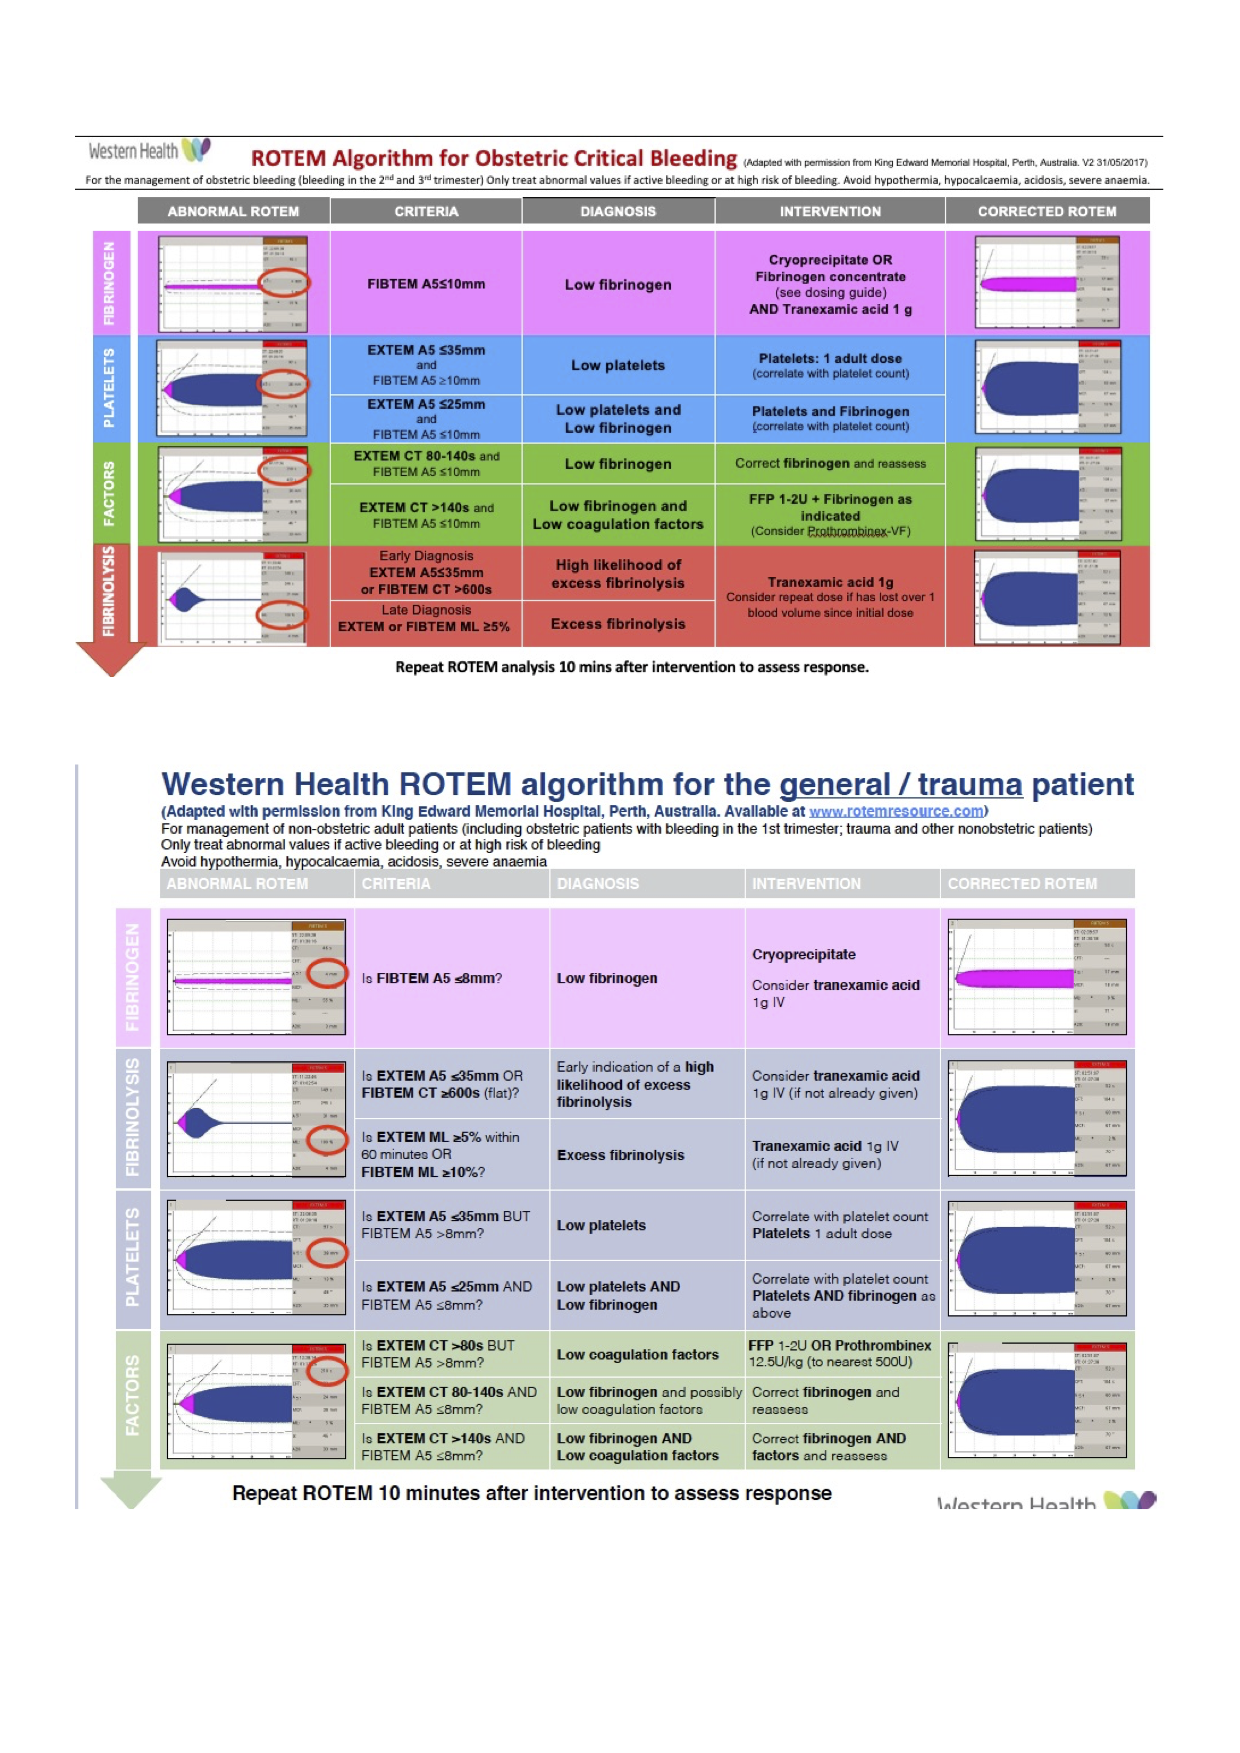 Western Health
ROTEM Algorithm for Obstetric Critical Bleeding (Adapted with permission from King Edward Memorial Hospital, Perth, Australia. V2 31/05/2017)
For the management of obstetric bleeding (bleeding in the 2nd and 3rd trimester) Only treat abnormal values if active bleeding or at high risk of bleeding. Avoid hypothermia, hypocalcaemia, acidosis, severe anaemia.
ABNORMAL ROTEM CRITERIA DIAGNOSIS INTERVENTION CORRECTED ROTEM
FIBRINOGEN
FIBTEM A5≤10mm
Low fibrinogen
Cryoprecipitate OR
Fibrinogen concentrate
(see dosing guide)
AND Tranexamic acid 1 g
PLATELETS
EXTEM A5 ≤35mm
and
FIBTEM A5 ≥10mm
Low platelets
Platelets: 1 adult dose
(correlate with platelet count)
EXTEM A5 ≤25mm
and
FIBTEM A5 ≤10mm
Low platelets and
Low fibrinogen
Platelets and Fibrinogen
(correlate with platelet count)
FACTORS
EXTEM CT 80-140s and
FIBTEM A5 ≤10mm
Low fibrinogen
Correct fibrinogen and reassess
EXTEM CT >140s and
FIBTEM A5 ≤10mm
Low fibrinogen and
Low coagulation factors
FFP 1-2U + Fibrinogen as
indicated
(Consider Prothrombinex-VF)
FIBRINOLYSIS
Early Diagnosis
EXTEM A5≤35mm
or FIBTEM CT >600s
High likelihood of
excess fibrinolysis
Tranexamic acid 1g
Consider repeat dose if has lost over 1
blood volume since initial dose
Late Diagnosis
EXTEM or FIBTEM ML ≥5%
Excess fibrinolysis
Repeat ROTEM analysis 10 mins after intervention to assess response.
Western Health ROTEM algorithm for the general / trauma patient
(Adapted with permission from King Edward Memorial Hospital, Perth, Australia. Available at www.rotemresource.com)
For management of non-obstetric adult patients (including obstetric patients with bleeding in the 1st trimester; trauma and other nonobstetric patients)
Only treat abnormal values if active bleeding or at high risk of bleeding
Avoid hypothermia, hypocalcaemia, acidosis, severe anaemia
ABNORMAL ROTEM CRITERIA DIAGNOSIS INTERVENTION CORRECTED ROTEM
FIBRINOGEN
Is FIBTEM A5 ≤8mm?
Low fibrinogen
Cryoprecipitate
Consider tranexamic acid
1g IV
FIBRINOLYSIS
Is EXTEM A5 ≤35mm OR
FIBTEM CT ≥600s (flat)?
Early indication of a high
likelihood of excess
fibrinolysis
Consider tranexamic acid
1g IV (if not already given)
Is EXTEM ML ≥5% within
60 minutes OR
FIBTEM ML ≥10%?
Excess fibrinolysis
Tranexamic acid 1g IV
(if not already given)
PLATELETS
Is EXTEM A5 ≤35mm BUT
FIBTEM A5 >8mm?
Low platelets
Correlate with platelet count
Platelets 1 adult dose
Is EXTEM A5 ≤25mm AND
FIBTEM A5 ≤8mm?
Low platelets AND
Low fibrinogen
Correlate with platelet count
Platelets AND fibrinogen as
above
FACTORS
Is EXTEM CT >80s BUT
FIBTEM A5 >8mm?
Low coagulation factors
FFP 1-2U OR Prothrombinex
12.5U/kg (to nearest 500U)
Is EXTEM CT 80-140s AND
FIBTEM A5 ≤8mm?
Low fibrinogen and possibly
low coagulation factors
Correct fibrinogen and
reassess
Is EXTEM CT >140s AND
FIBTEM A5 ≤8mm?
Low fibrinogen AND
Low coagulation factors
Correct fibrinogen AND
factors and reassess
Repeat ROTEM 10 minutes after intervention to assess response
Western Health